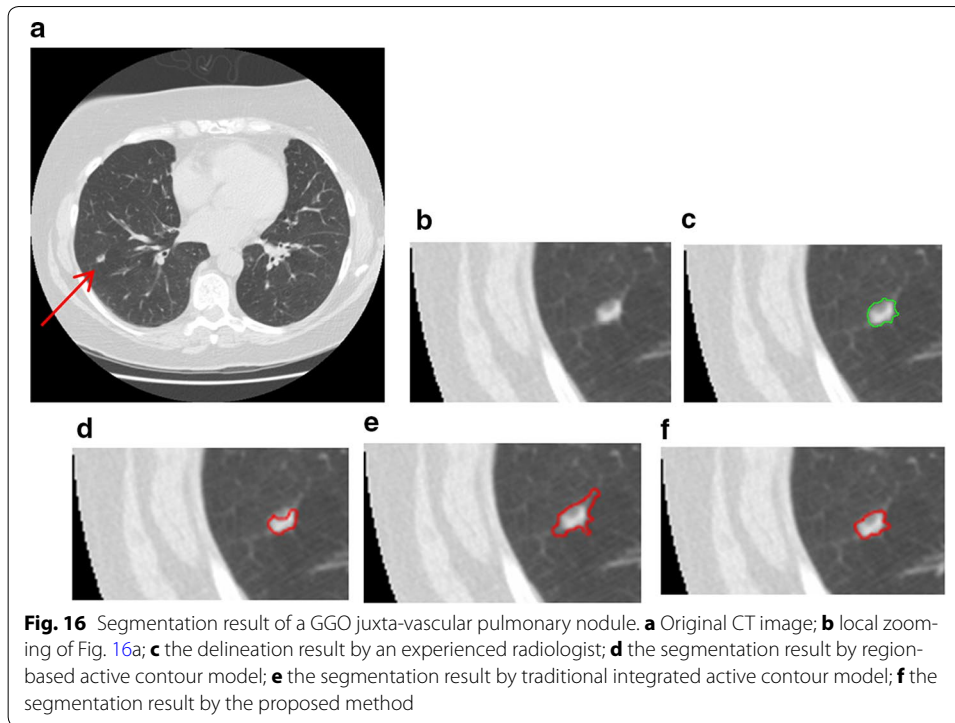 a
b
c
d
e
f
Fig. 16 Segmentation result of a GGO juxta-vascular pulmonary nodule. a Original CT image; b local zoom-
ing of Fig. 16a; c the delineation result by an experienced radiologist; d the segmentation result by region-
based active contour model; e the segmentation result by traditional integrated active contour model; f the
segmentation result by the proposed method